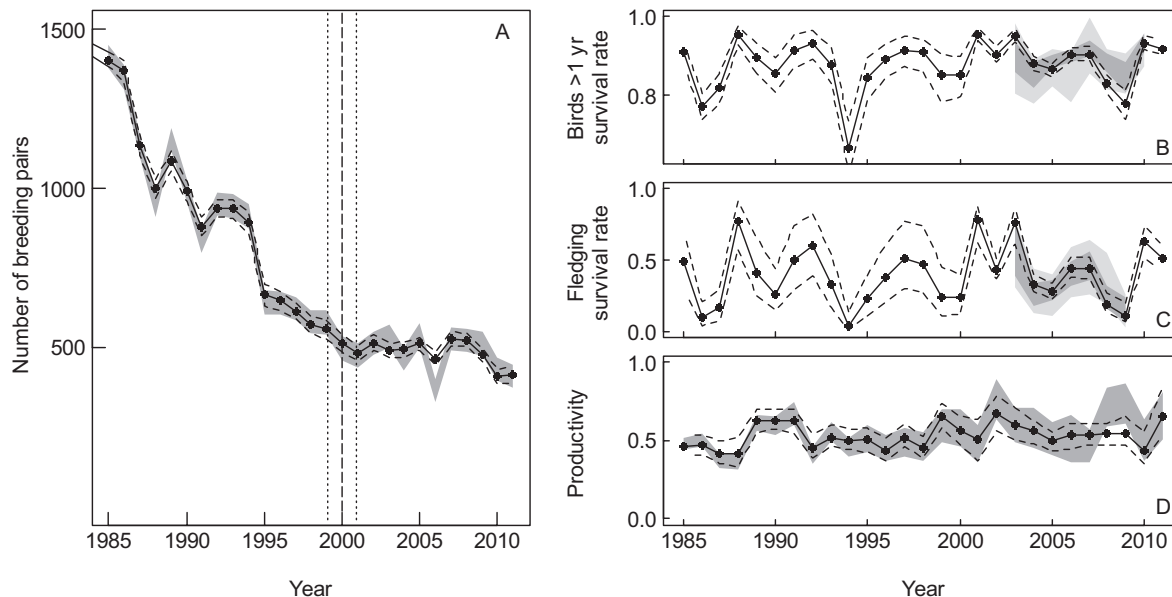 A
1500
1000
500
Number of breeding pairs
1985 1990 1995 2000 2005 2010
Year
1.0
0.8
Birds >1 yr
survival rate
B
1.0
0.5
0.0
Fledging
survival rate
C
1.0
0.5
0.0
Productivity
D
1985 1990 1995 2000 2005 2010
Year